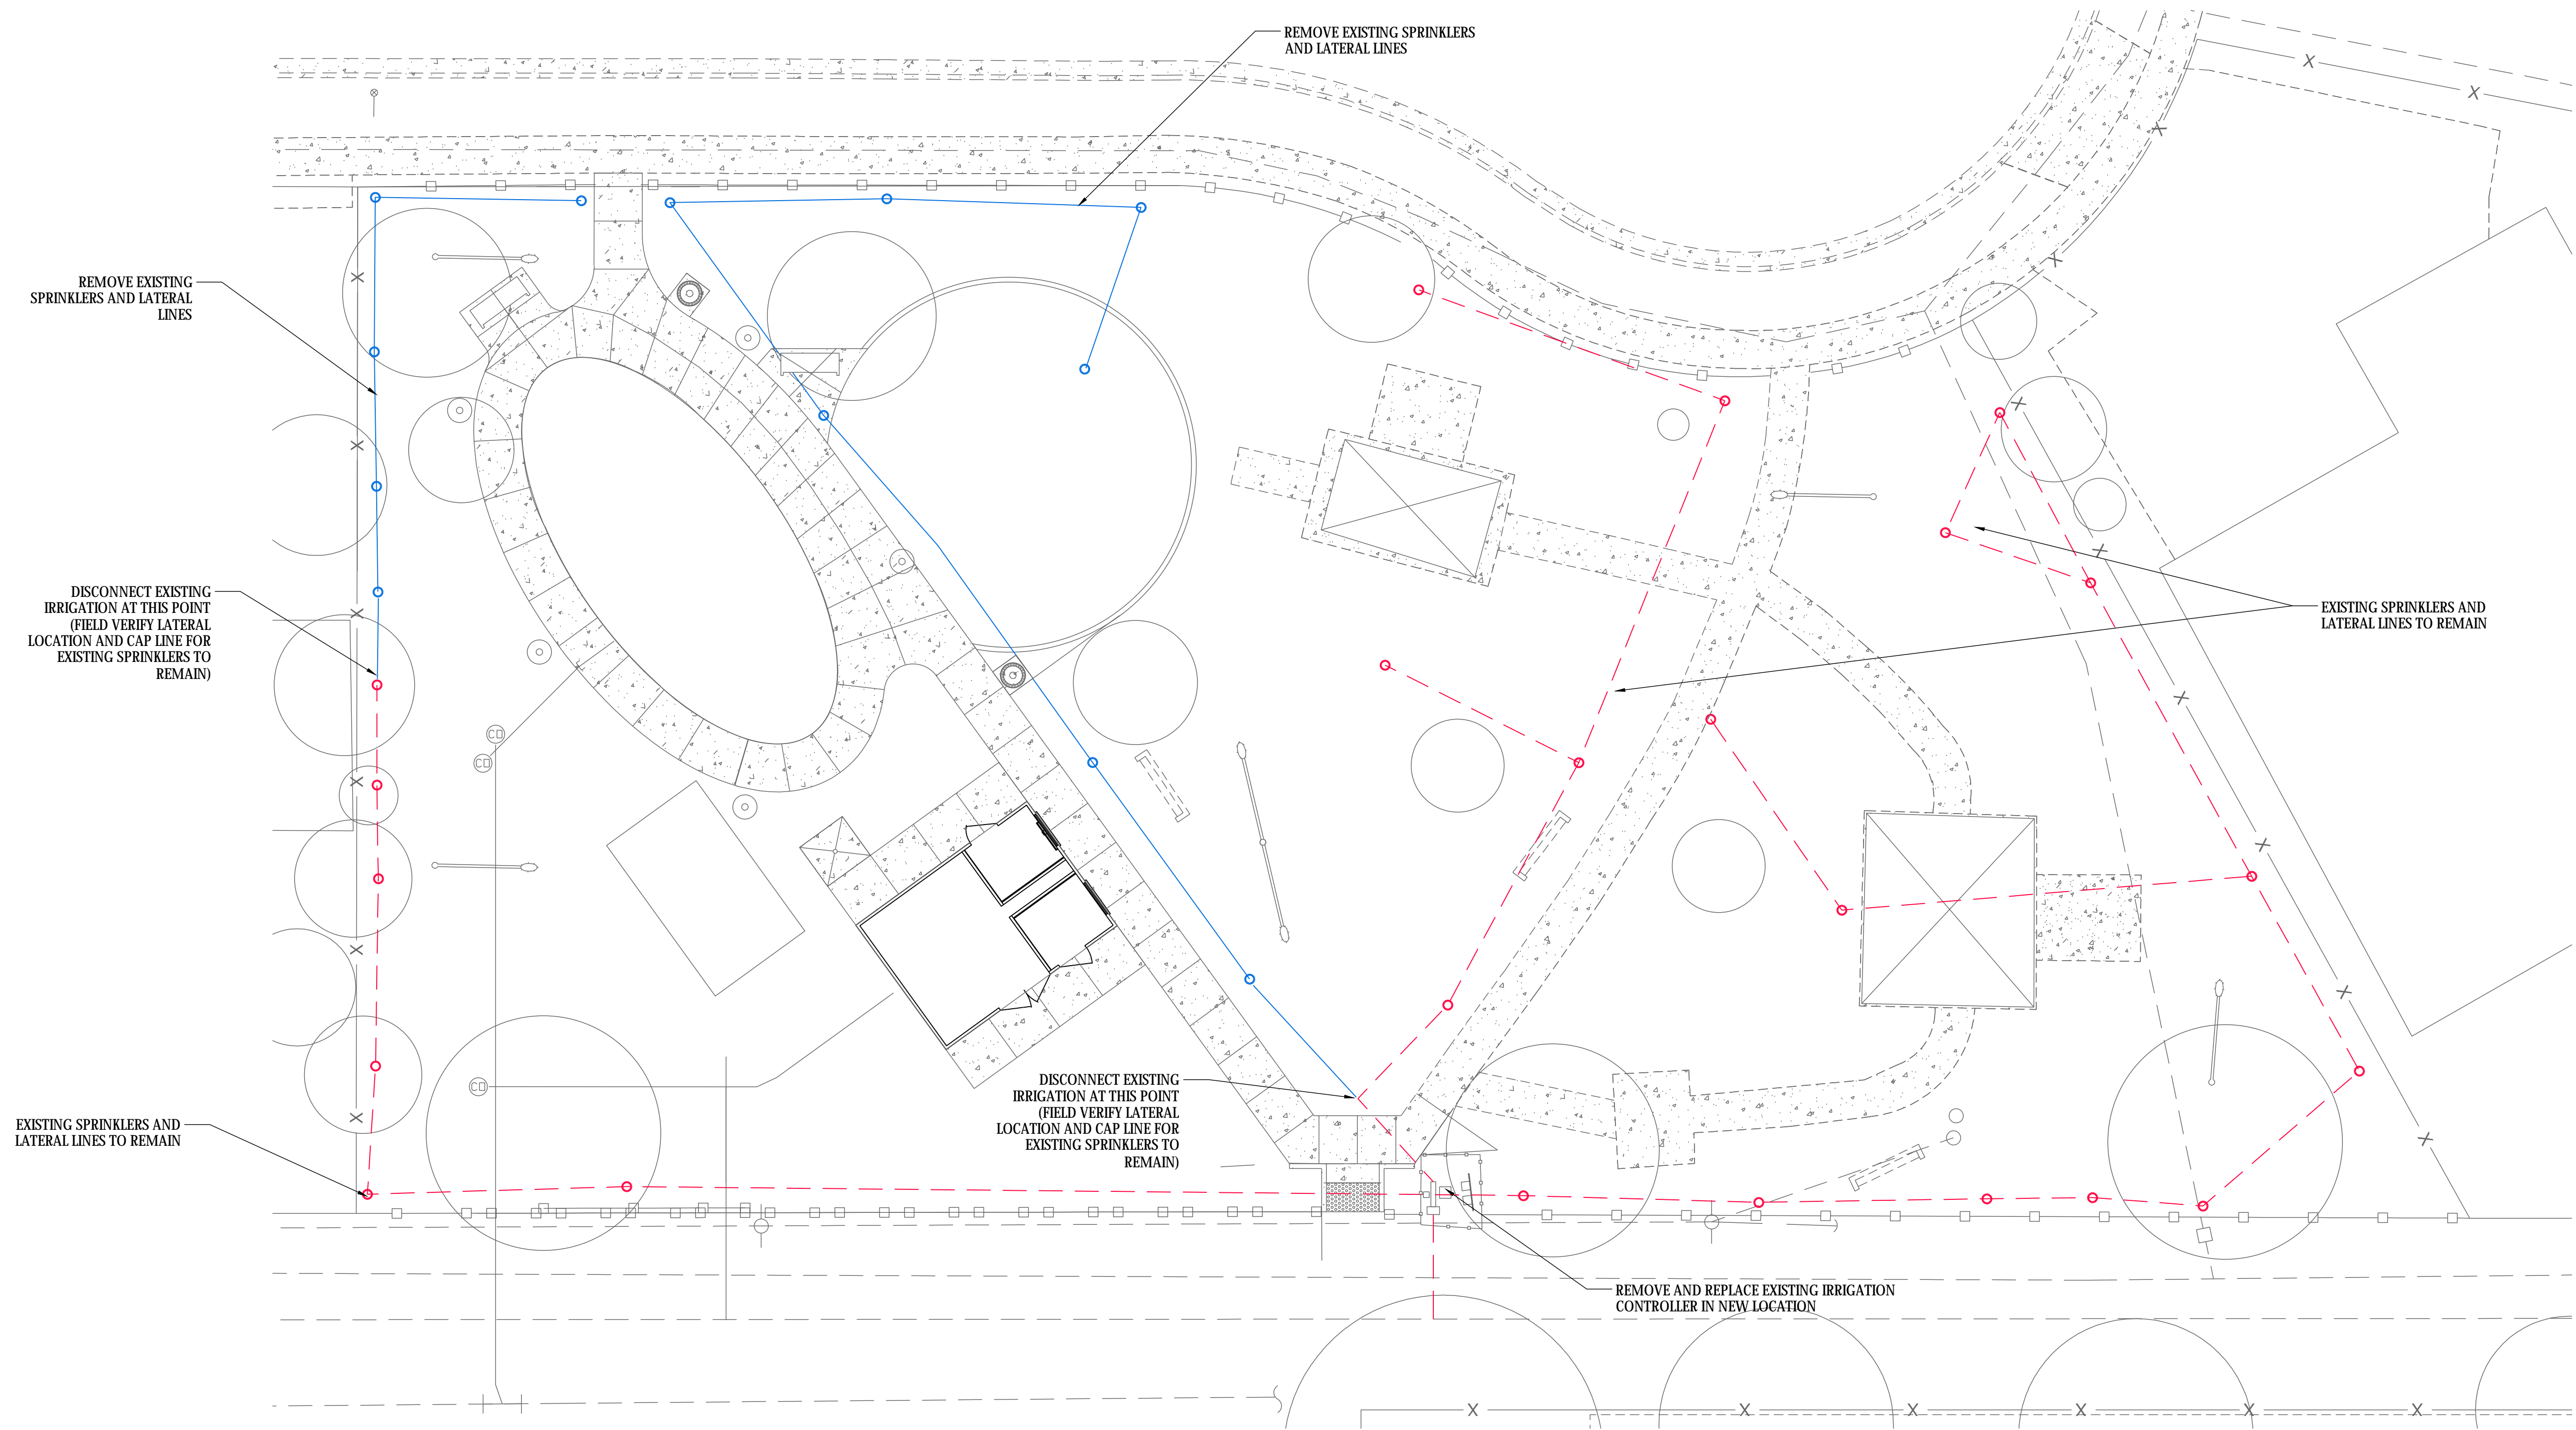 REMOVE EXISTING SPRINKLERS
AND LATERAL LINES
REMOVE EXISTING
SPRINKLERS AND LATERAL
LINES
DISCONNECT EXISTING
IRRIGATION AT THIS POINT
(FIELD VERIFY LATERAL
LOCATION AND CAP LINE FOR
EXISTING SPRINKLERS TO
REMAIN)
EXISTING SPRINKLERS AND
LATERAL LINES TO REMAIN
CO
CO
CO
DISCONNECT EXISTING
IRRIGATION AT THIS POINT
(FIELD VERIFY LATERAL
LOCATION AND CAP LINE FOR
EXISTING SPRINKLERS TO
REMAIN)
EXISTING SPRINKLERS AND
LATERAL LINES TO REMAIN
REMOVE AND REPLACE EXISTING IRRIGATION
CONTROLLER IN NEW LOCATION